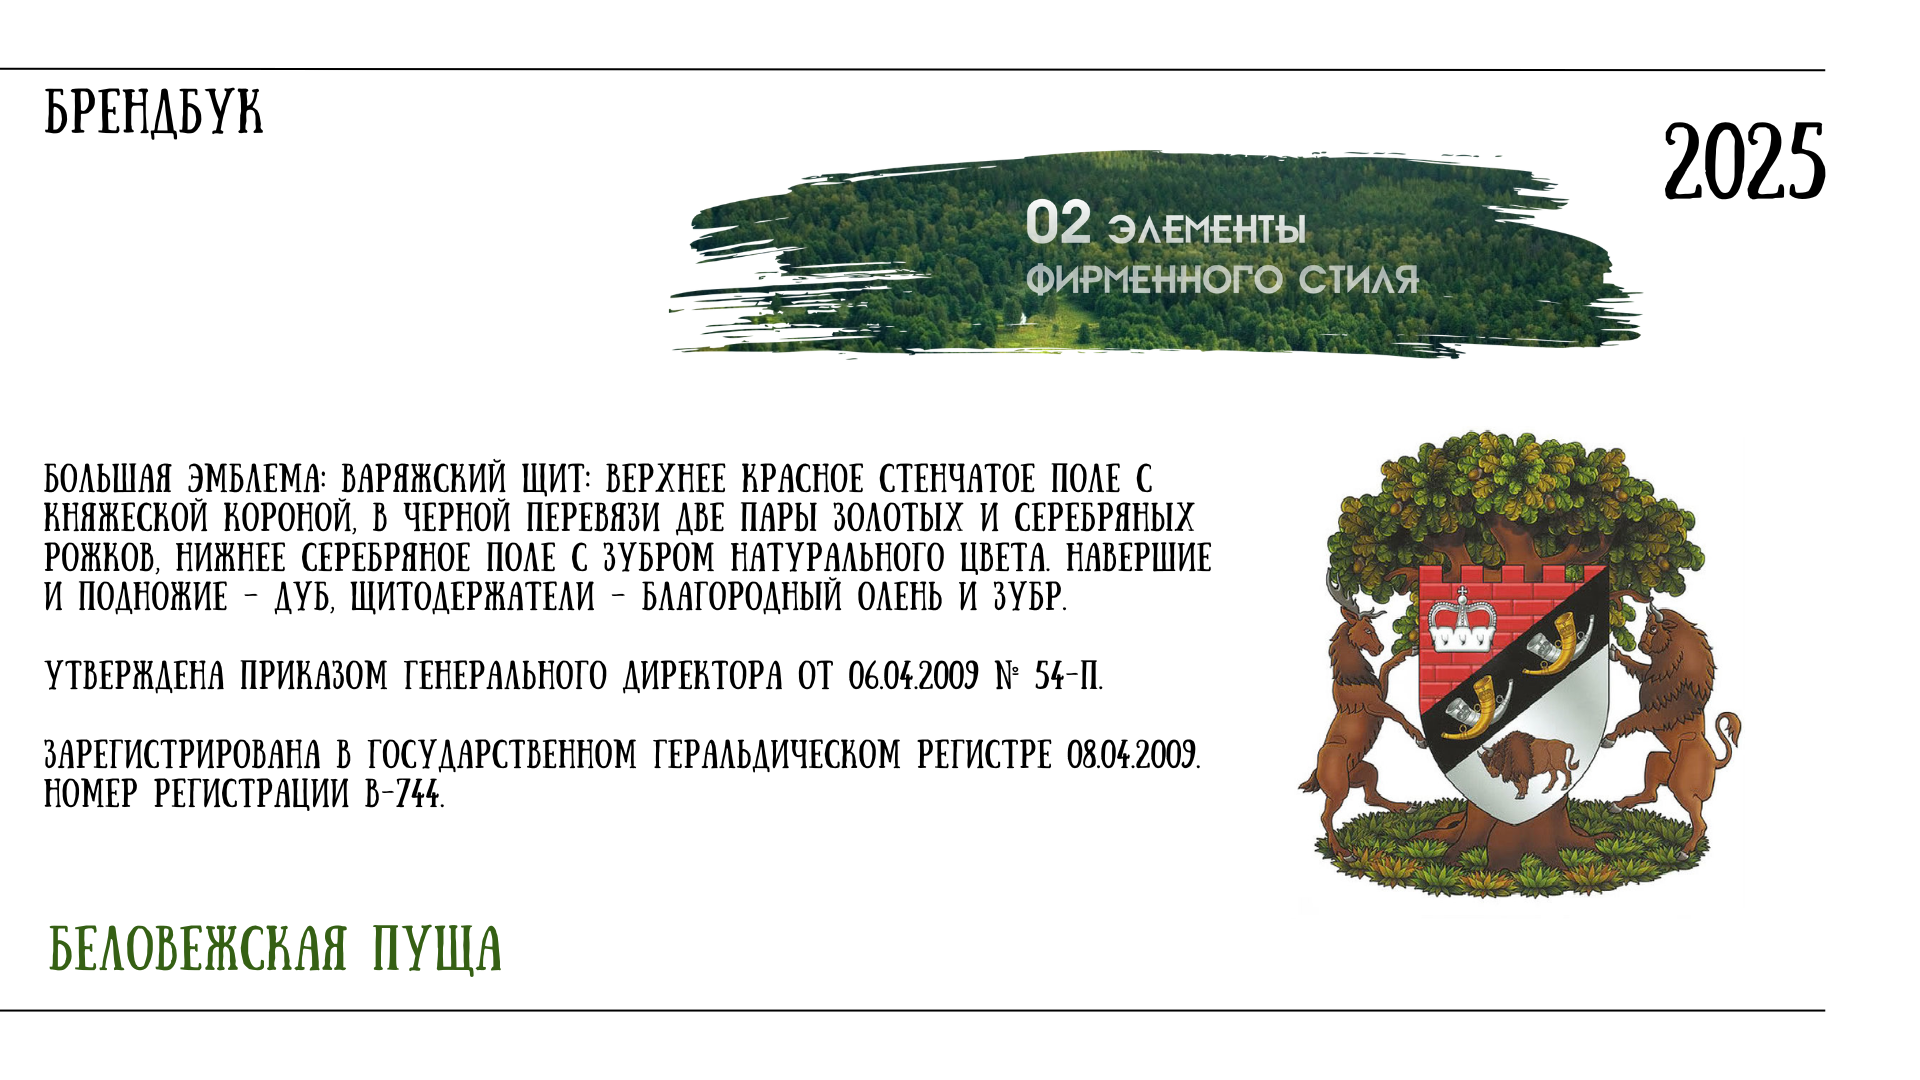 БРЕНДБУК
2025
02 ЭЛЕМЕНТЫ
ФИРМЕННОГО СТИЛЯ
БОЛЬШАЯ ЭМБЛЕМА: ВАРЯЖСКИЙ ЩИТ: ВЕРХНЕЕ КРАСНОЕ СТЕНЧАТОЕ ПОЛЕ С
КНЯЖЕСКОЙ КОРОНОЙ, В ЧЕРНОЙ ПЕРЕВЯЗИ ДВЕ ПАРЫ ЗОЛОТЫХ И СЕРЕБРЯНЫХ
РОЖКОВ, НИЖНЕЕ СЕРЕБРЯНОЕ ПОЛЕ С ЗУБРОМ НАТУРАЛЬНОГО ЦВЕТА. НАВЕРШИЕ
И ПОДНОЖИЕ – ДУБ, ЩИТОДЕРЖАТЕЛИ – БЛАГОРОДНЫЙ ОЛЕНЬ И ЗУБР.
УТВЕРЖДЕНА ПРИКАЗОМ ГЕНЕРАЛЬНОГО ДИРЕКТОРА ОТ 06.04.2009 № 54-П.
ЗАРЕГИСТРИРОВАНА В ГОСУДАРСТВЕННОМ ГЕРАЛЬДИЧЕСКОМ РЕГИСТРЕ 08.04.2009.
НОМЕР РЕГИСТРАЦИИ В-744.
БЕЛОВЕЖСКАЯ ПУЩА